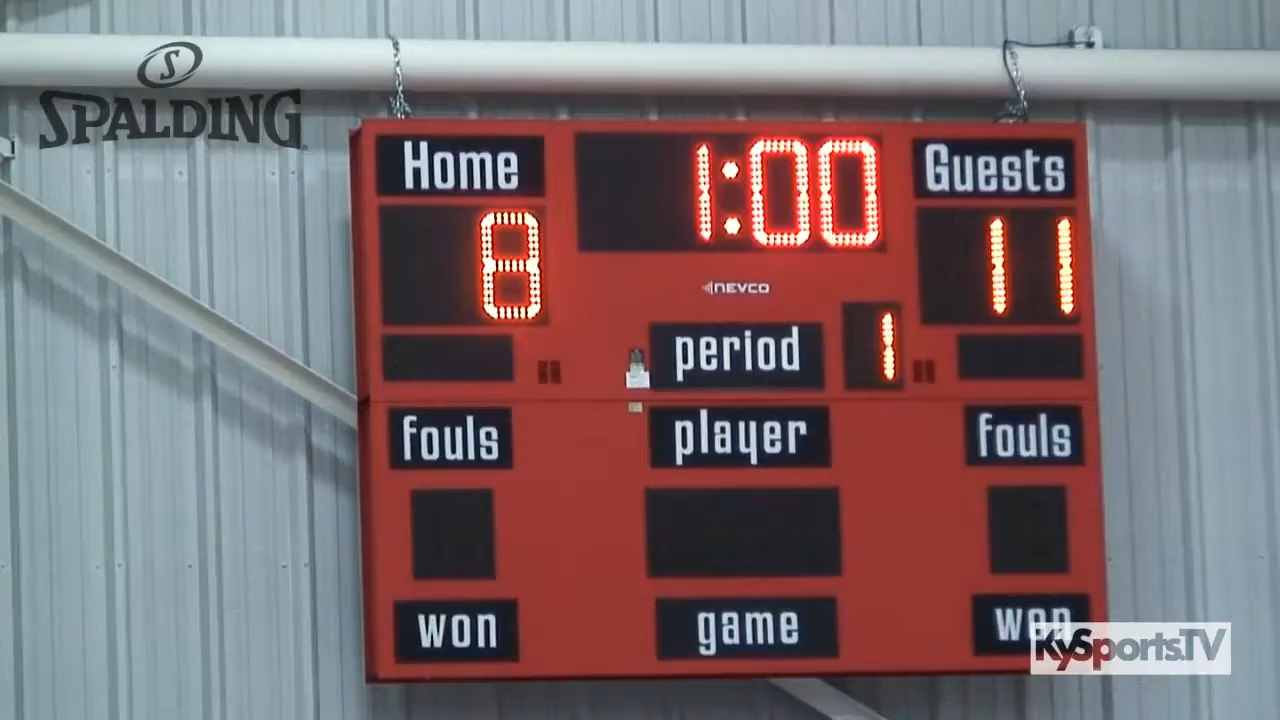 S
SPALDING
Home
1:00
Guests
8
11
NEVCO
period
1
fouls
player
fouls
won
game
won
KySports.TV